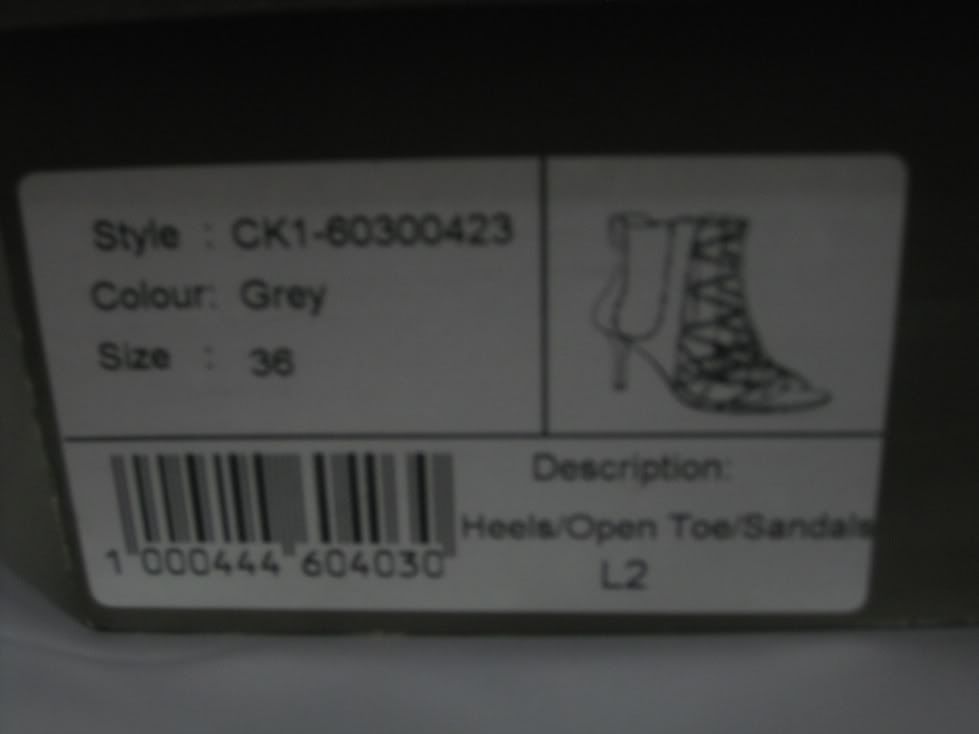 Style : CK1-60300423
Colour: Grey
Size : 36
Description:
Heels/Open Toe/Sandals
L2
1 000444 604030